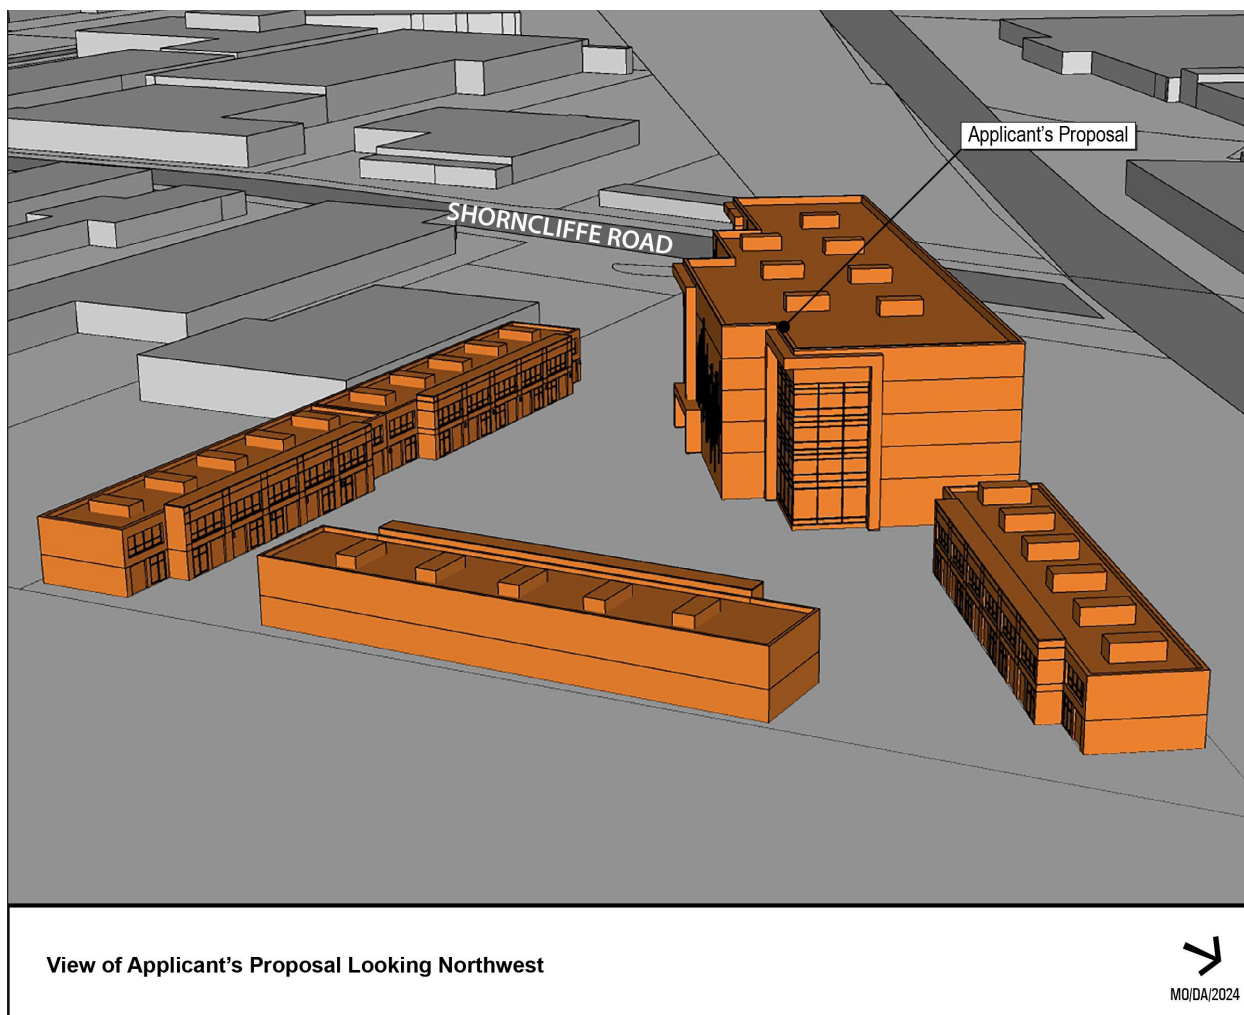 Applicant's Proposal
SHORNCLIFFE ROAD
View of Applicant's Proposal Looking Northwest
MO/DA/2024